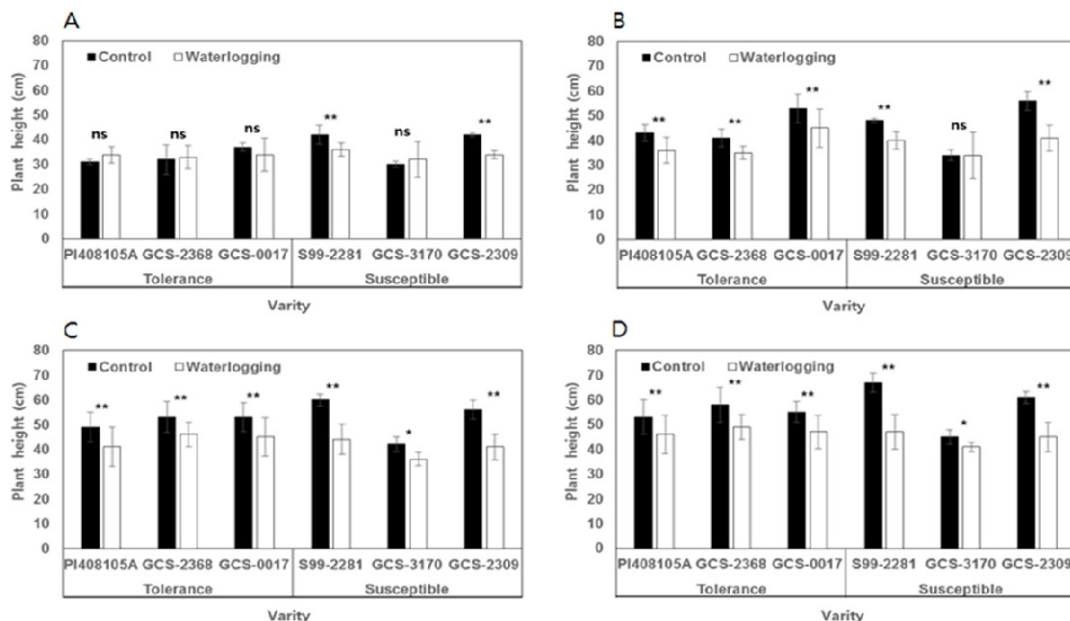 A
80
70
60
50
40
30
20
10
0
Plant height (cm)
Control Waterlogging
ns ns ns ** ns **
PI408105A GCS-2368 GCS-0017 S99-2281 GCS-3170 GCS-2309
Tolerance Susceptible
Varity
B
80
70
60
50
40
30
20
10
0
Plant height (cm)
Control Waterlogging
** ** ** ** ns **
PI408105A GCS-2368 GCS-0017 S99-2281 GCS-3170 GCS-2309
Tolerance Susceptible
Varity
C
80
70
60
50
40
30
20
10
0
Plant height (cm)
Control Waterlogging
** ** ** ** * **
PI408105A GCS-2368 GCS-0017 S99-2281 GCS-3170 GCS-2309
Tolerance Susceptible
Varity
D
80
70
60
50
40
30
20
10
0
Plant height (cm)
Control Waterlogging
** ** ** ** * **
PI408105A GCS-2368 GCS-0017 S99-2281 GCS-3170 GCS-2309
Tolerance Susceptible
Varity